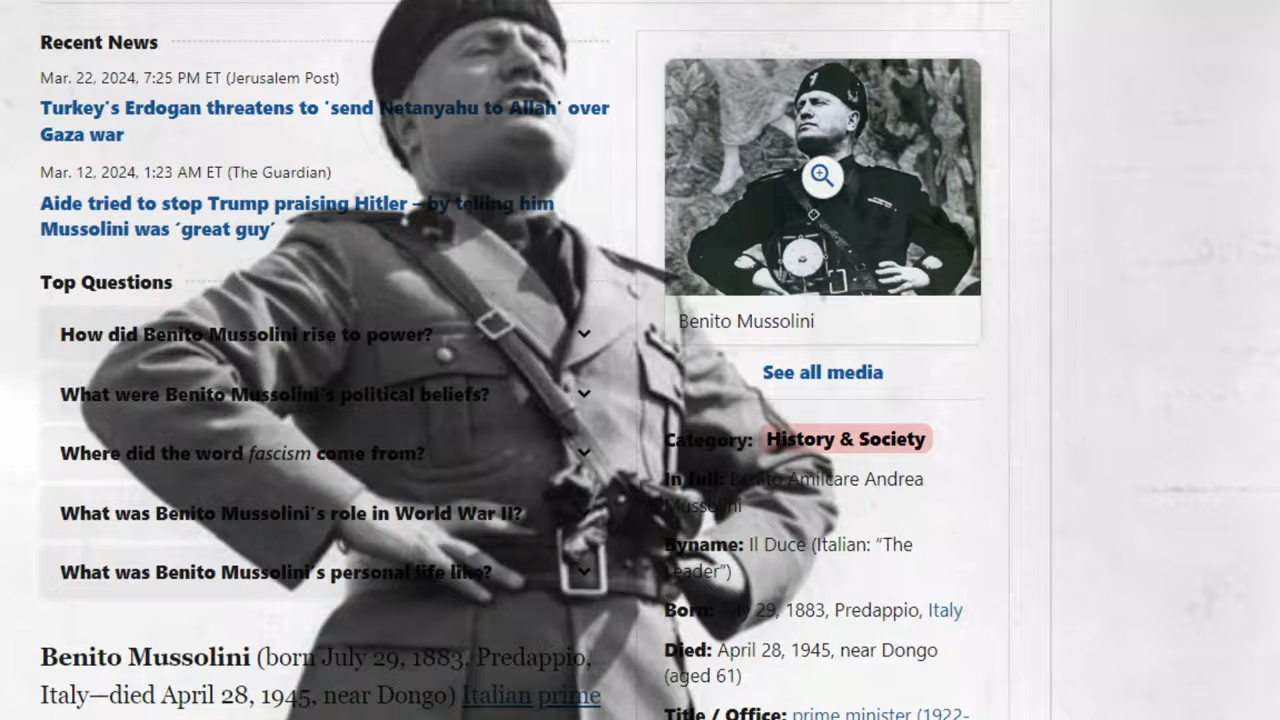 Recent News
Mar. 22, 2024, 7:25 PM ET (Jerusalem Post)
Turkey's Erdogan threatens to 'send Netanyahu to Allah' over
Gaza war
Mar. 12, 2024, 1:23 AM ET (The Guardian)
Aide tried to stop Trump praising Hitler – by telling him
Mussolini was 'great guy'
Top Questions
How did Benito Mussolini rise to power?
What were Benito Mussolini's political beliefs?
Where did the word fascism come from?
What was Benito Mussolini's role in World War II?
What was Benito Mussolini's personal life like?
Benito Mussolini (born July 29, 1883, Predappio,
Italy—died April 28, 1945, near Dongo) Italian prime
Benito Mussolini
See all media
Category: History & Society
In full: Benito Amilcare Andrea
Mussolini
Byname: Il Duce (Italian: “The
Leader”)
Born: July 29, 1883, Predappio, Italy
Died: April 28, 1945, near Dongo
(aged 61)
Title / Office: prime minister (1922-